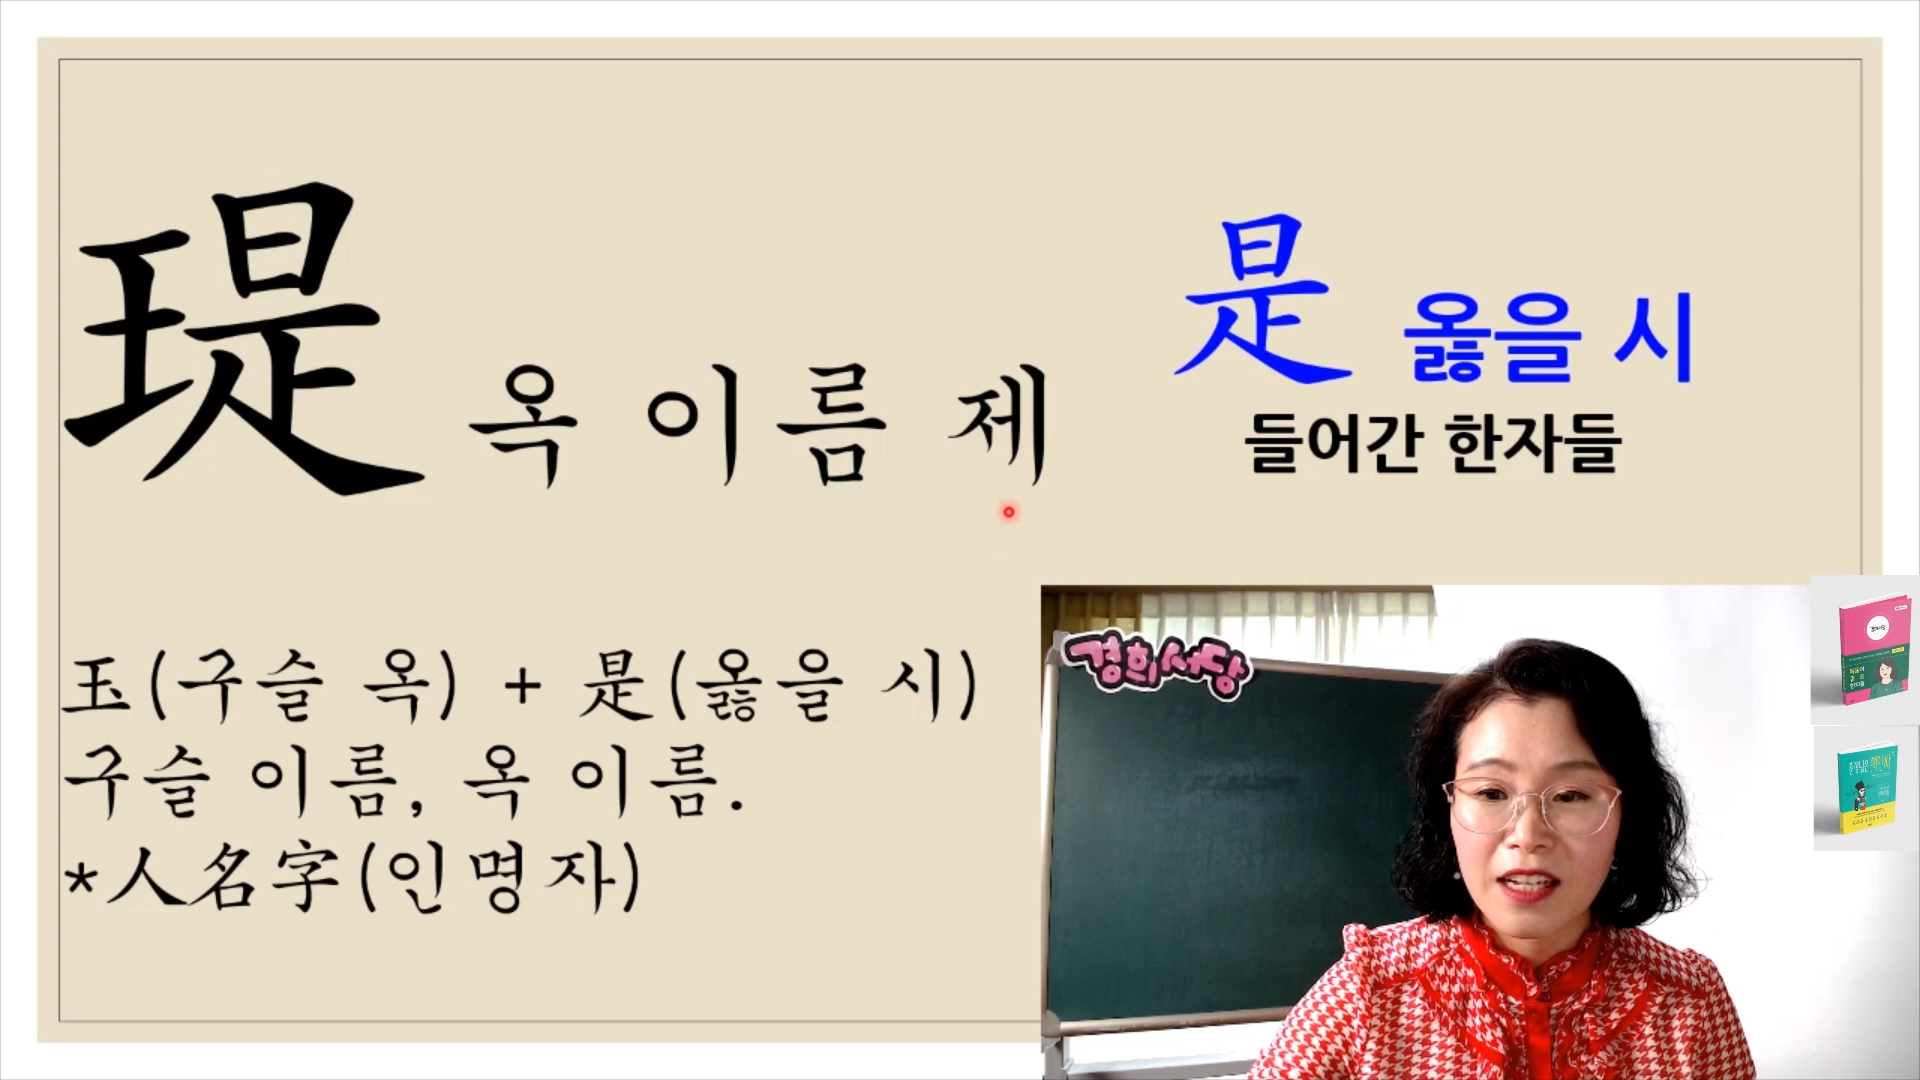 瑅 옥 이름 제
是 옳을 시
들어간 한자들
玉(구슬 옥) + 是(옳을 시)
구슬 이름, 옥 이름.
*人名字(인명자)
경희서당